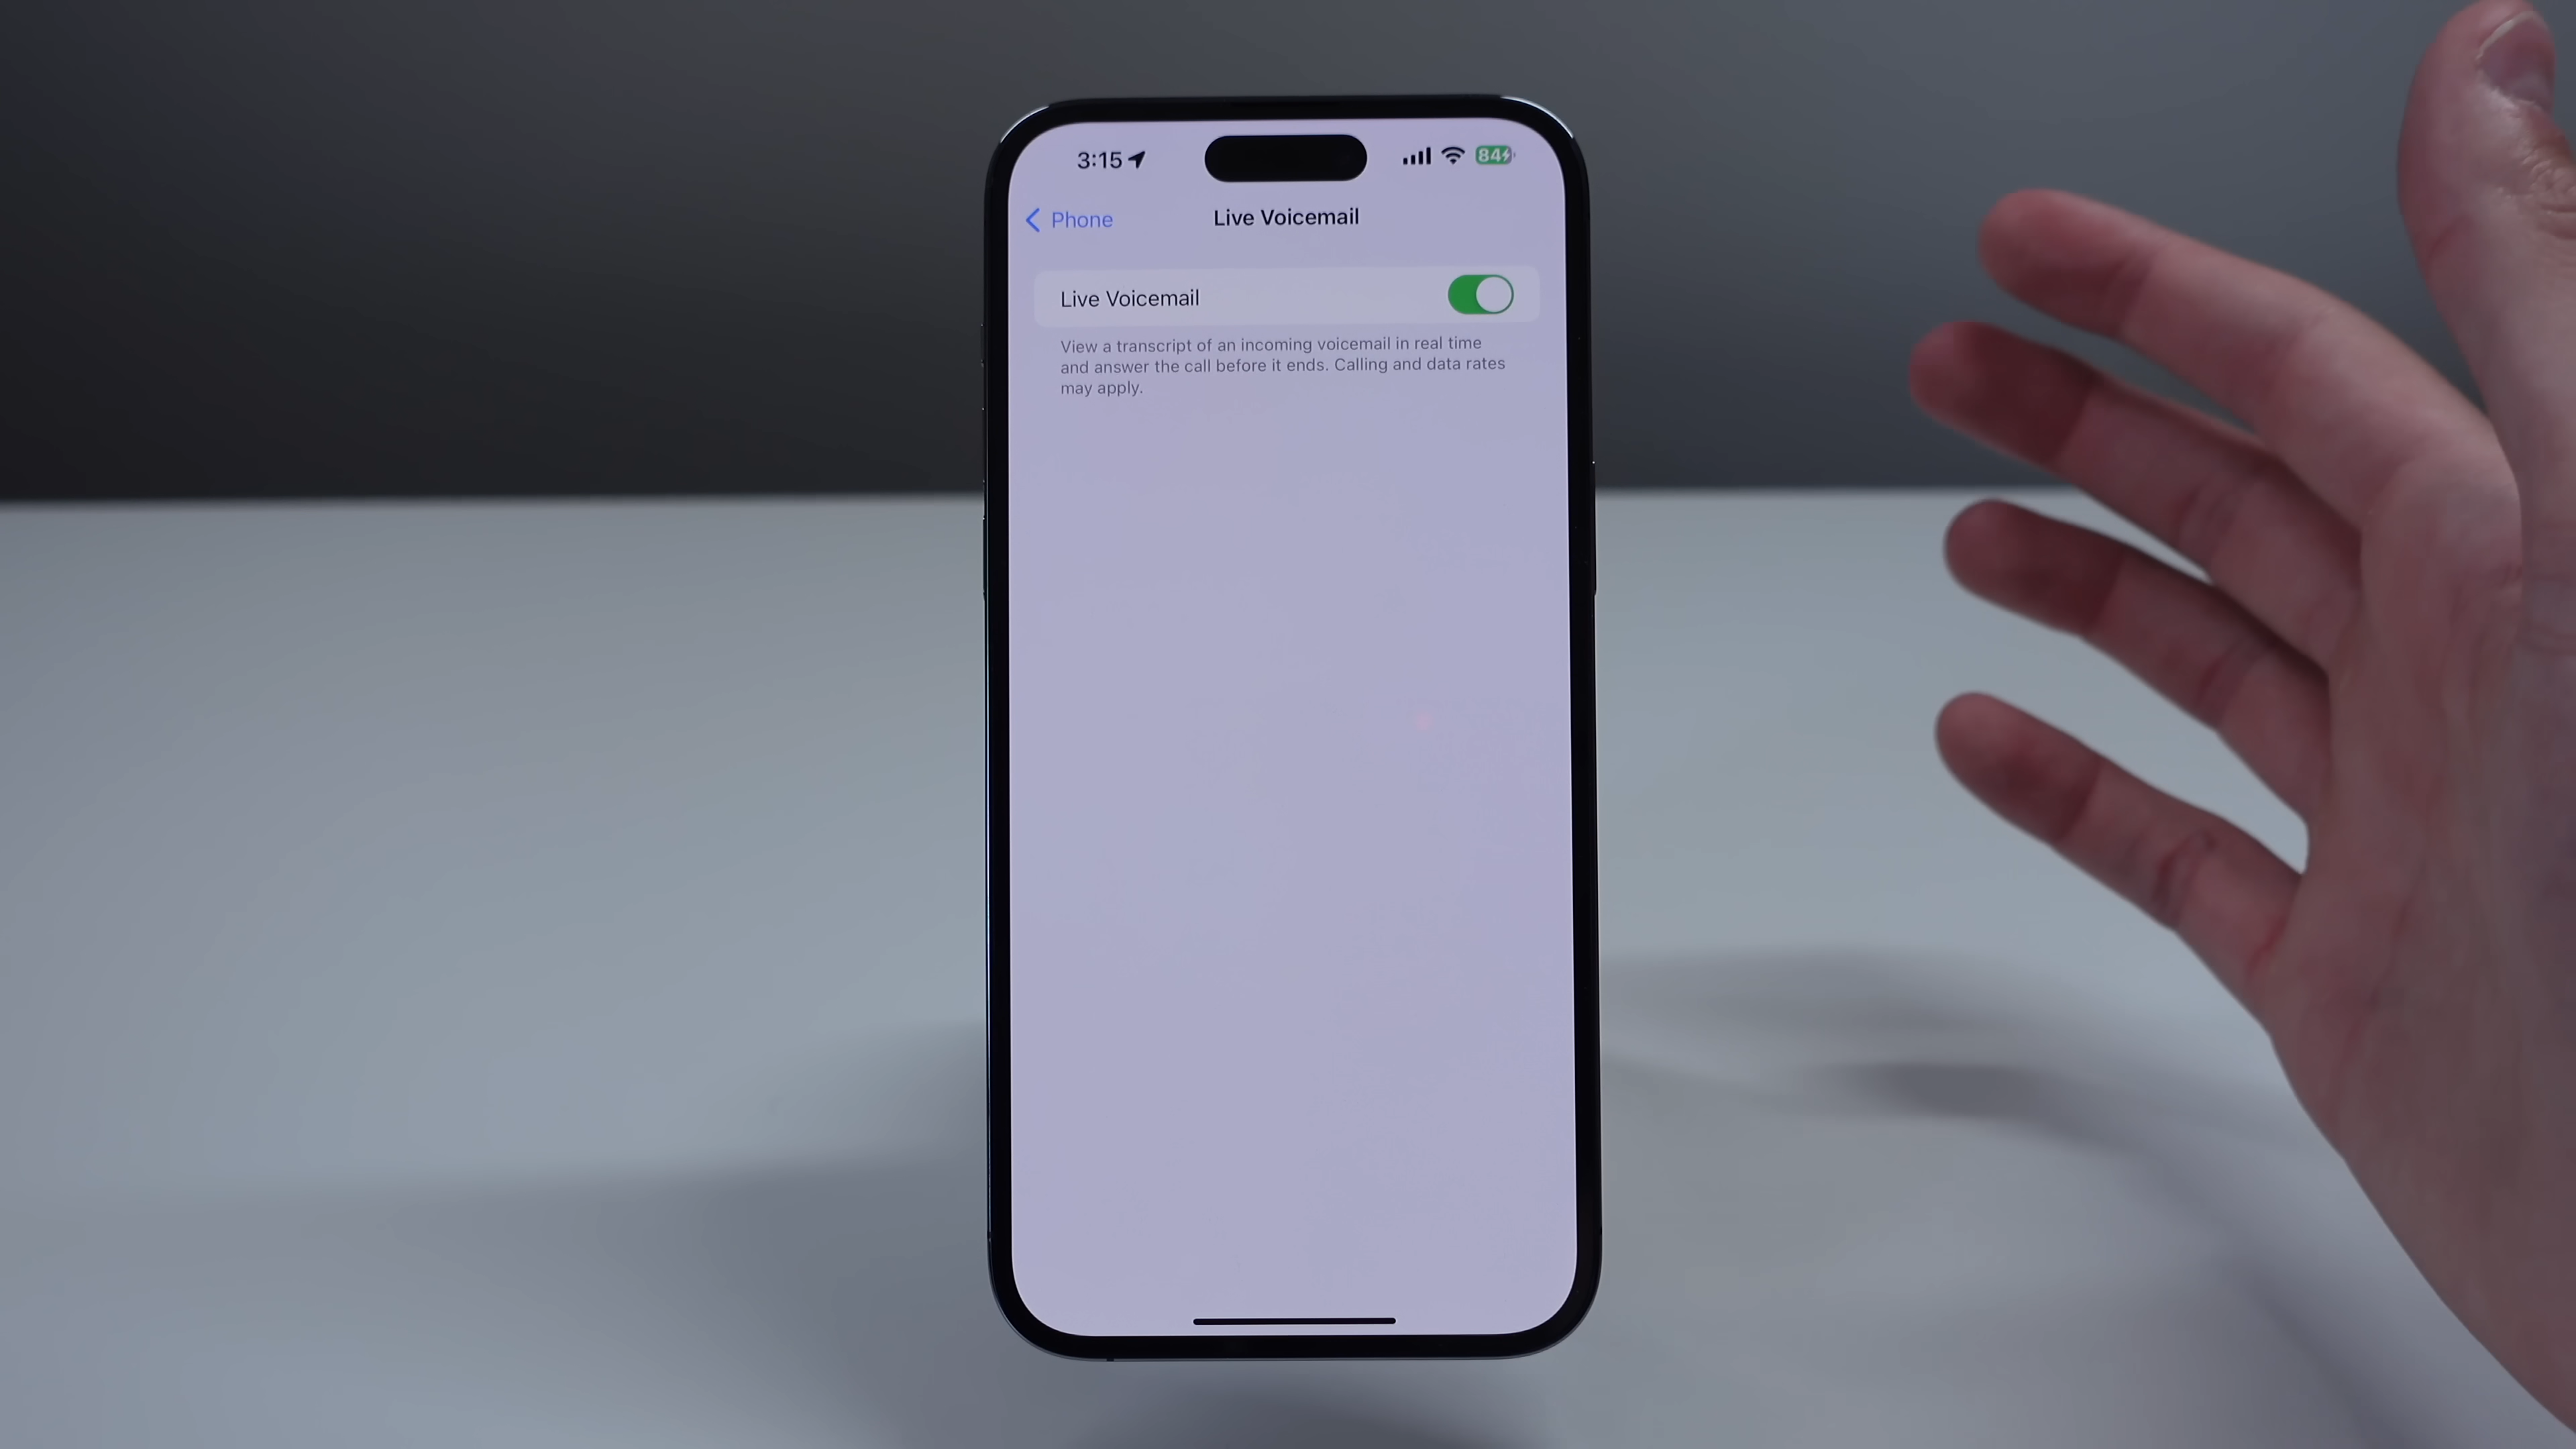 3:15
84
Phone
Live Voicemail
Live Voicemail
View a transcript of an incoming voicemail in real time
and answer the call before it ends. Calling and data rates
may apply.